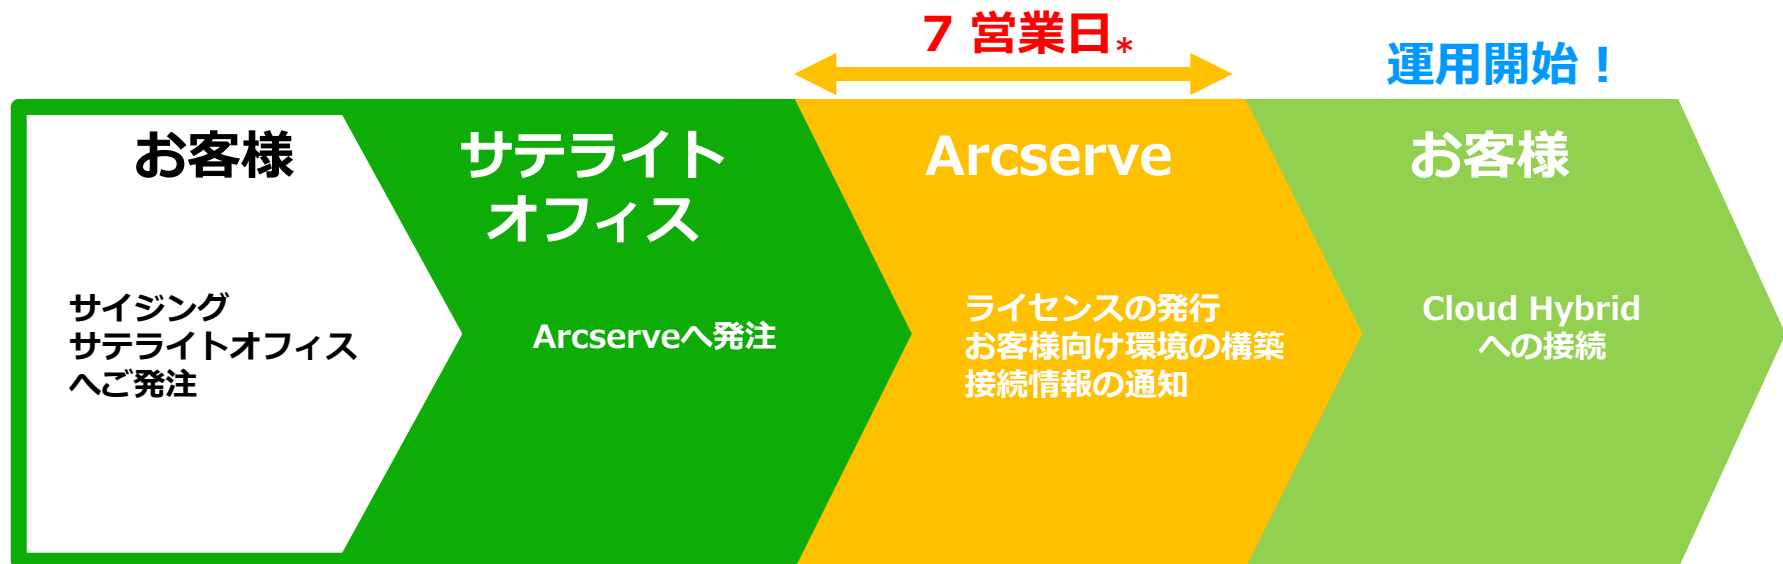 7 営業日*
運用開始！
お客様
サイジング
サテライトオフィス
へご発注
サテライト
オフィス
Arcserveへ発注
Arcserve
ライセンスの発行
お客様向け環境の構築
接続情報の通知
お客様
Cloud Hybrid
への接続